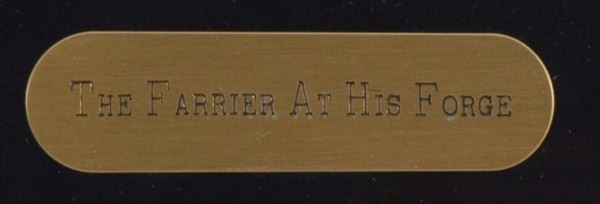 The Farrier At His Forge